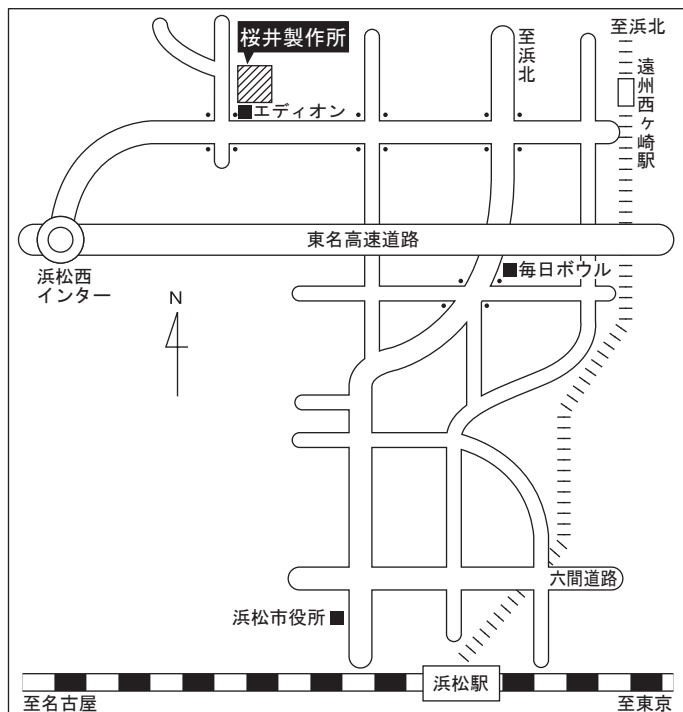 桜井製作所
エディオン
至浜北
至浜北
遠州西ヶ崎駅
東名高速道路
浜松西
インター
毎日ボウル
N
六間道路
浜松市役所
浜松駅
至名古屋
至東京